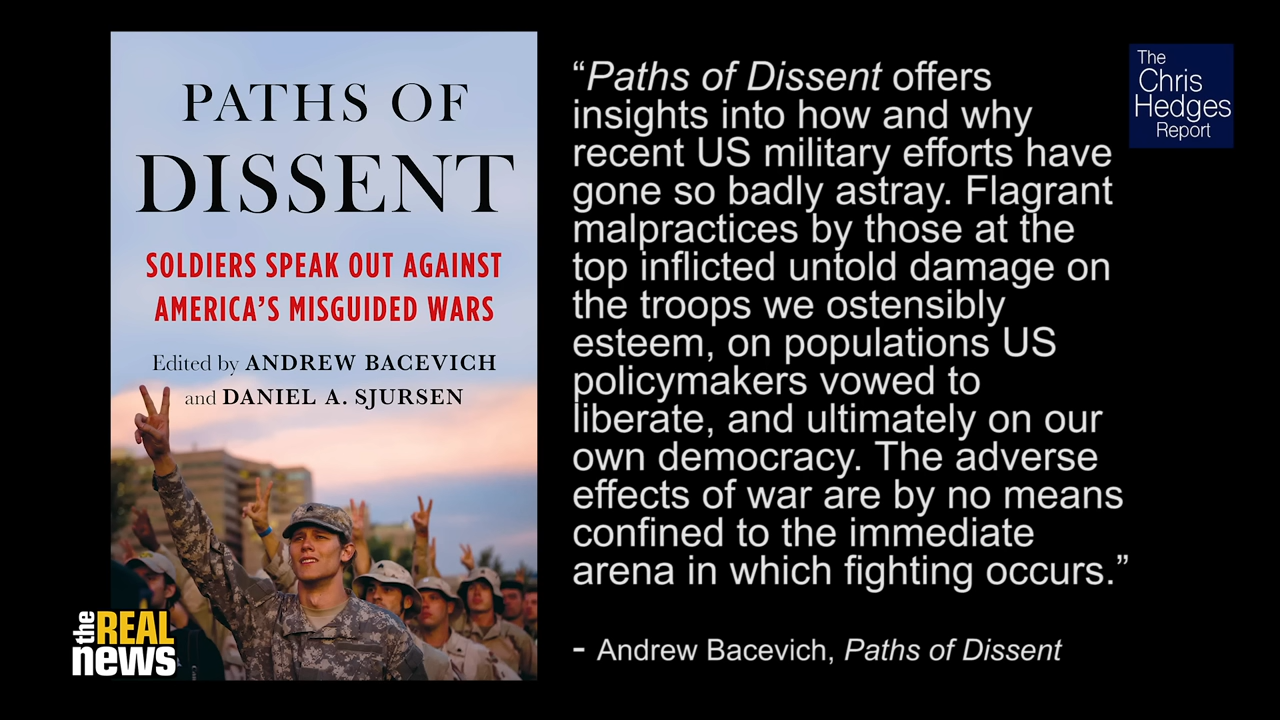 PATHS OF
DISSENT
SOLDIERS SPEAK OUT AGAINST
AMERICA'S MISGUIDED WARS
Edited by ANDREW BACEVICH
and DANIEL A. SJURSEN
the REAL
news
“Paths of Dissent offers
insights into how and why
recent US military efforts have
gone so badly astray. Flagrant
malpractices by those at the
top inflicted untold damage on
the troops we ostensibly
esteem, on populations US
policymakers vowed to
liberate, and ultimately on our
own democracy. The adverse
effects of war are by no means
confined to the immediate
arena in which fighting occurs.”
- Andrew Bacevich, Paths of Dissent
The
Chris
Hedges
Report